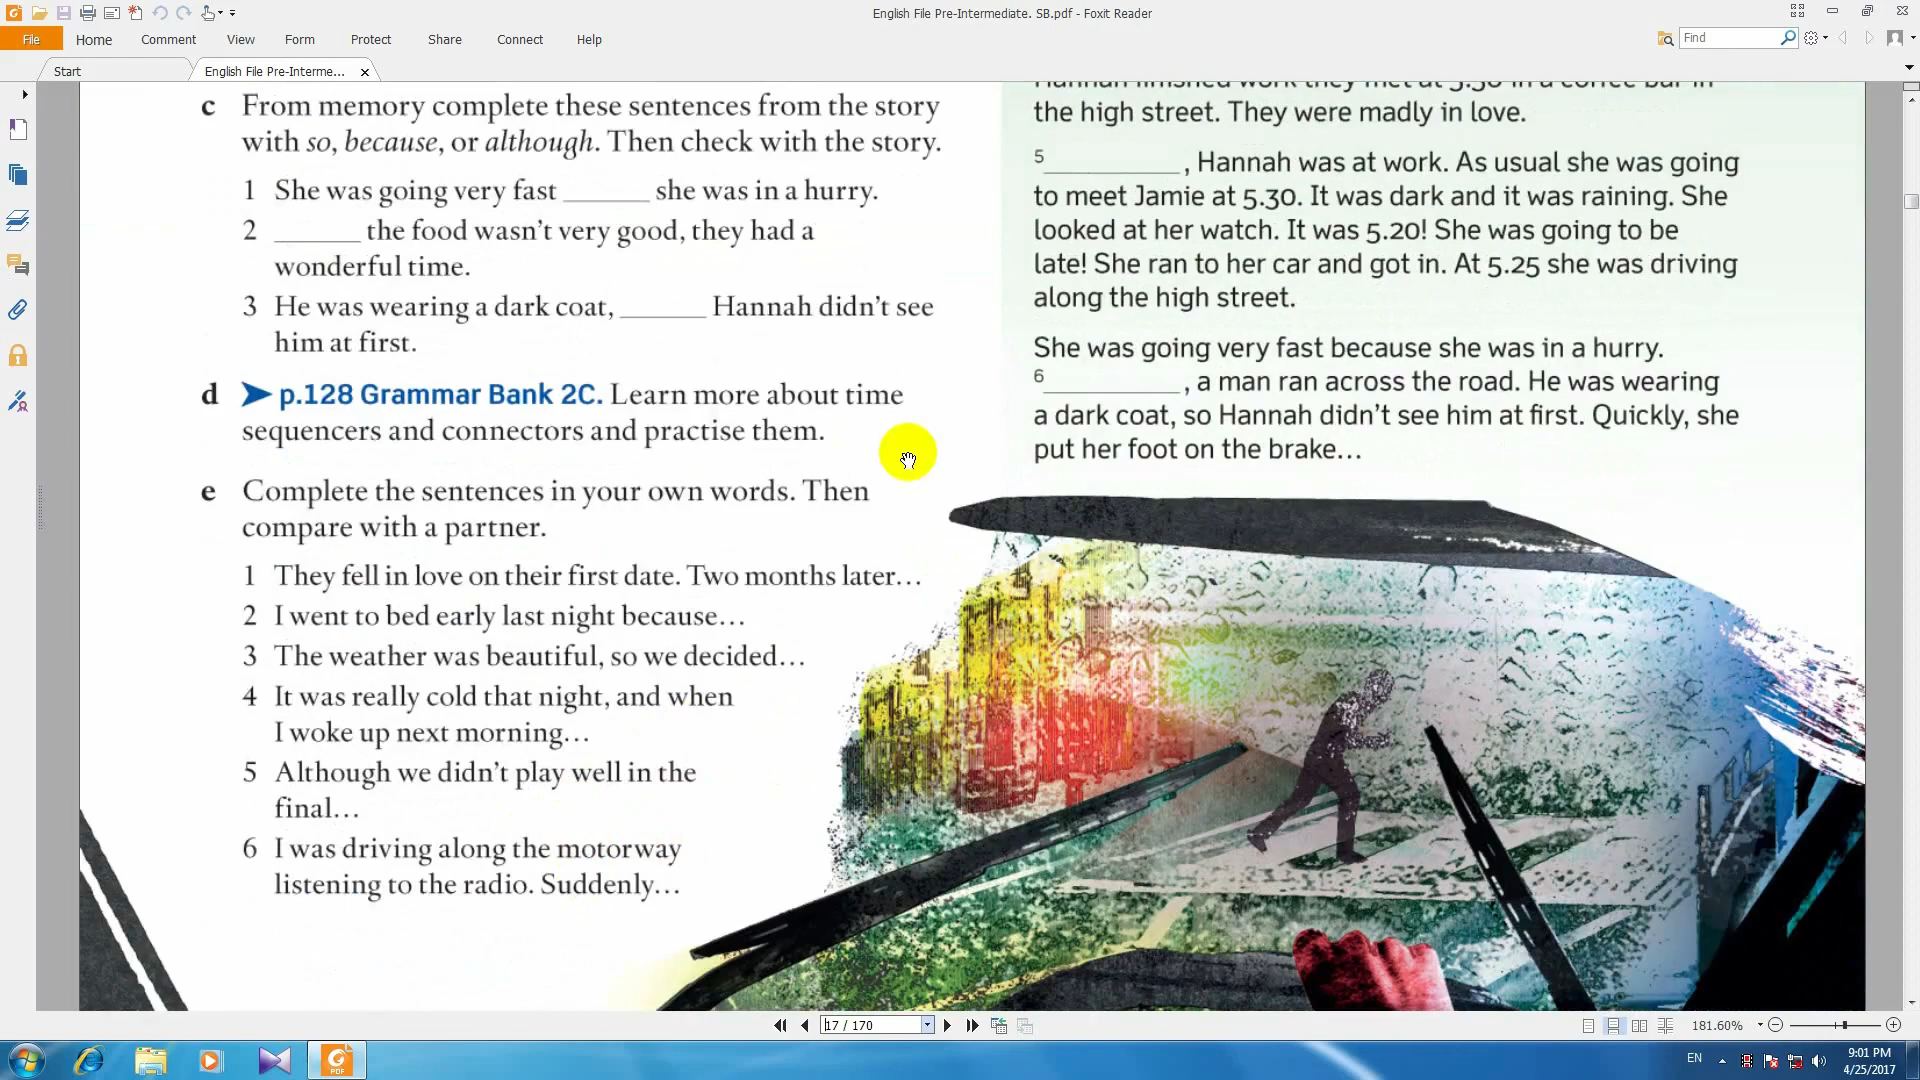 English File Pre-Intermediate. SB.pdf - Foxit Reader
File Home Comment View Form Protect Share Connect Help
Find
Start
English File Pre-Interme...
c From memory complete these sentences from the story
with so, because, or although. Then check with the story.
1 She was going very fast ______ she was in a hurry.
2 ______ the food wasn't very good, they had a
wonderful time.
3 He was wearing a dark coat, ______ Hannah didn't see
him at first.
d p.128 Grammar Bank 2C. Learn more about time
sequencers and connectors and practise them.
e Complete the sentences in your own words. Then
compare with a partner.
1 They fell in love on their first date. Two months later…
2 I went to bed early last night because…
3 The weather was beautiful, so we decided…
4 It was really cold that night, and when
I woke up next morning…
5 Although we didn't play well in the
final…
6 I was driving along the motorway
listening to the radio. Suddenly…
Hannah finished work they met at 5.30 in a coffee bar in
the high street. They were madly in love.
5 __________, Hannah was at work. As usual she was going
to meet Jamie at 5.30. It was dark and it was raining. She
looked at her watch. It was 5.20! She was going to be
late! She ran to her car and got in. At 5.25 she was driving
along the high street.
She was going very fast because she was in a hurry.
6 __________, a man ran across the road. He was wearing
a dark coat, so Hannah didn't see him at first. Quickly, she
put her foot on the brake…
17 / 170
181.60%
PDF
EN
9:01 PM
4/25/2017